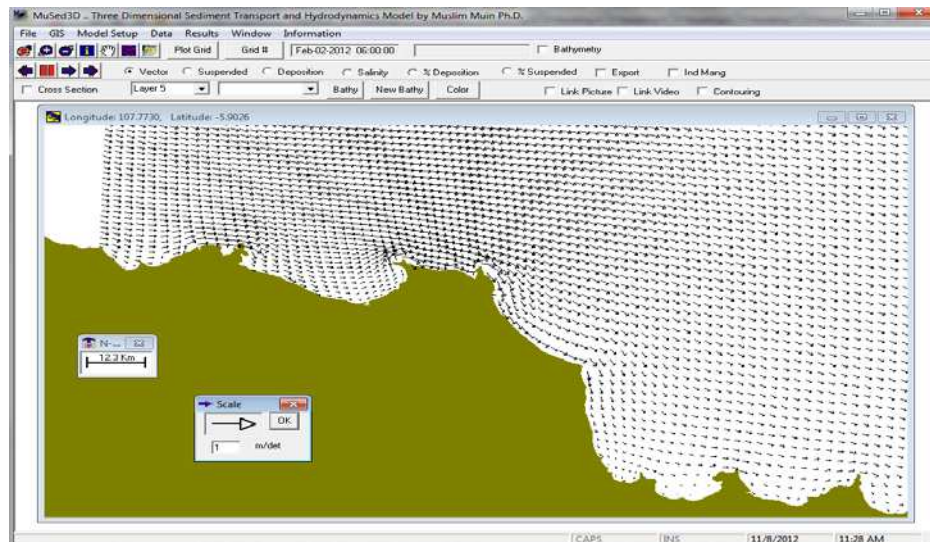 MuSed3D .. Three Dimensional Sediment Transport and Hydrodynamics Model by Muslim Muin Ph.D.
File GIS Model Setup Data Results Window Information
Plot Grid Grid # Feb-02-2012 06:00:00 Bathymetry
Vector Suspended Deposition Salinity % Deposition % Suspended Export Ind Mang
Cross Section Layer 5 Bathy New Bathy Color Link Picture Link Video Contouring
Longitude: 107.7730, Latitude: -5.9026
N-...
12.3 Km
Scale
OK
1 m/det
CAPS INS 11/8/2012 11:28 AM